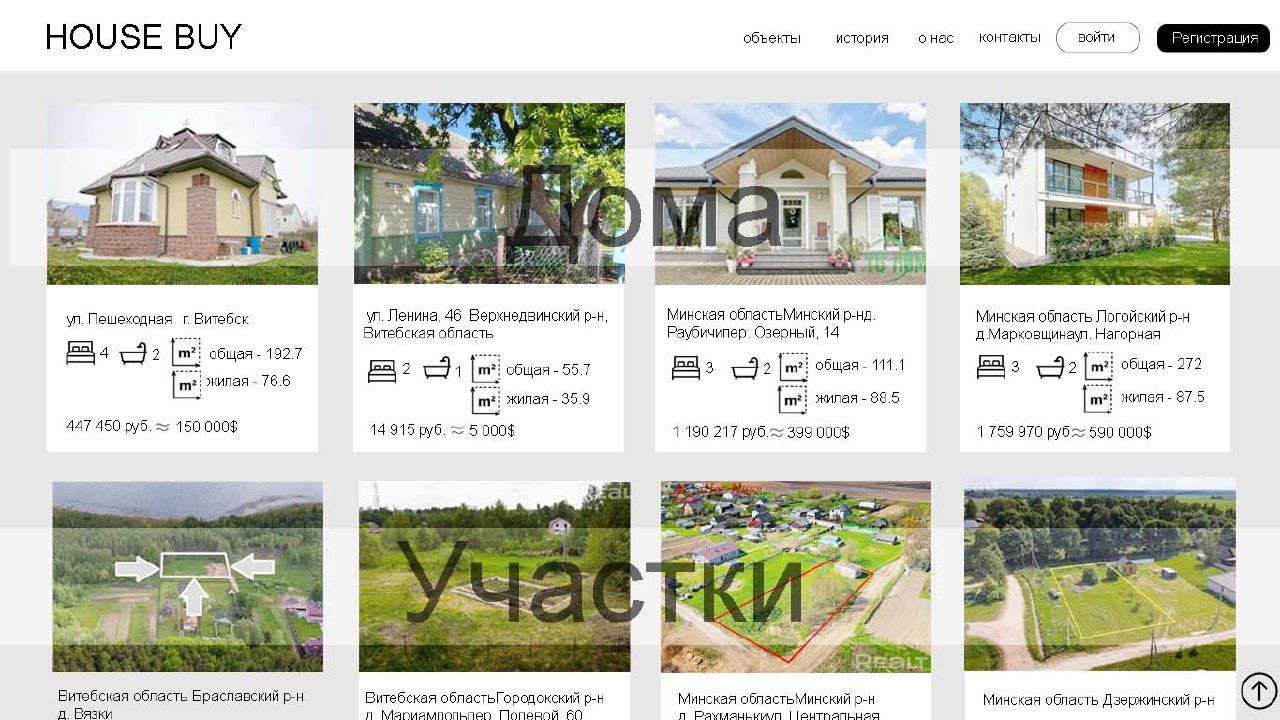 HOUSE BUY
объекты история о нас контакты войти Регистрация
Дома
ул. Пешеходная г. Витебск
4 2 m² общая - 192.7
m² жилая - 76.6
447 450 руб. ≈ 150 000$
ул. Ленина, 46 Верхнедвинский р-н,
Витебская область
2 1 m² общая - 55.7
m² жилая - 35.9
14 915 руб. ≈ 5 000$
Минская областьМинский р-нд.
Раубичипер. Озерный, 14
3 2 m² общая - 111.1
m² жилая - 88.5
1 190 217 руб.≈ 399 000$
Минская область Логойский р-н
д.Марковщинаул. Нагорная
3 2 m² общая - 272
m² жилая - 87.5
1 759 970 руб≈ 590 000$
Участки
REALT
Витебская область Браславский р-н
д. Вязки
Витебская областьГородокский р-н
Минская областьМинский р-н
д. Рахманькиул. Центральная
Минская область Дзержинский р-н